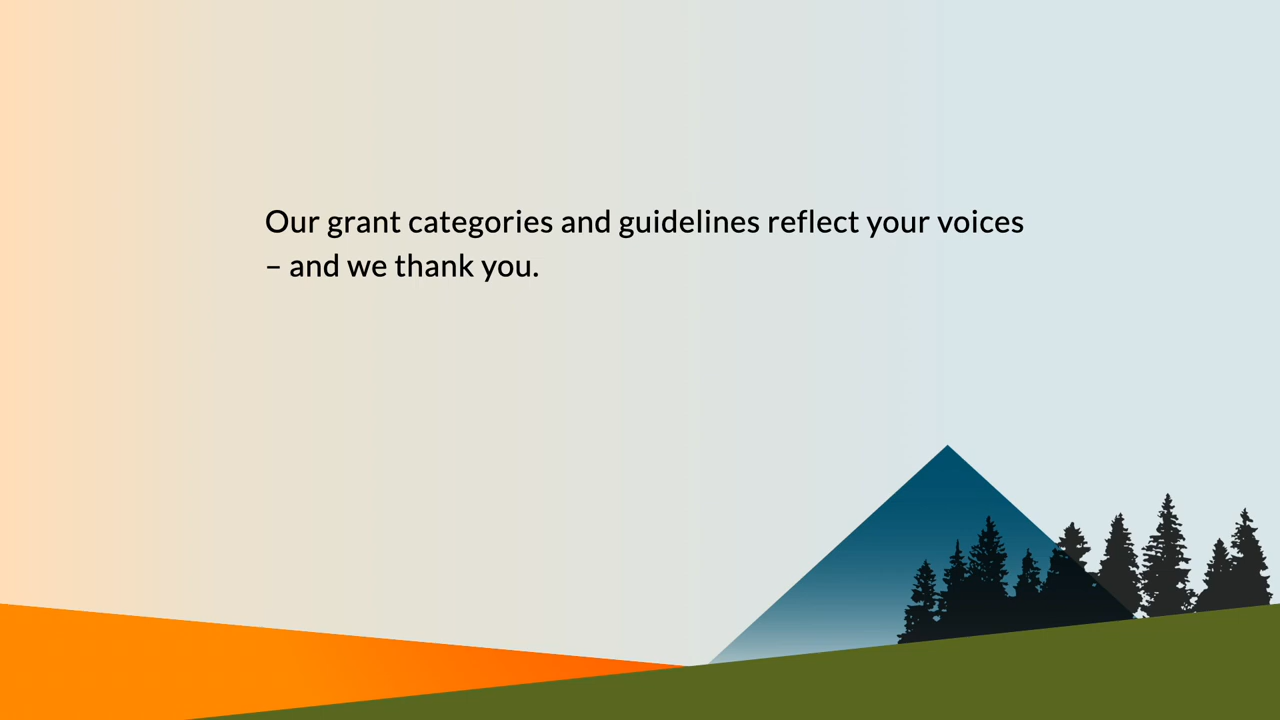 Our grant categories and guidelines reflect your voices
– and we thank you.